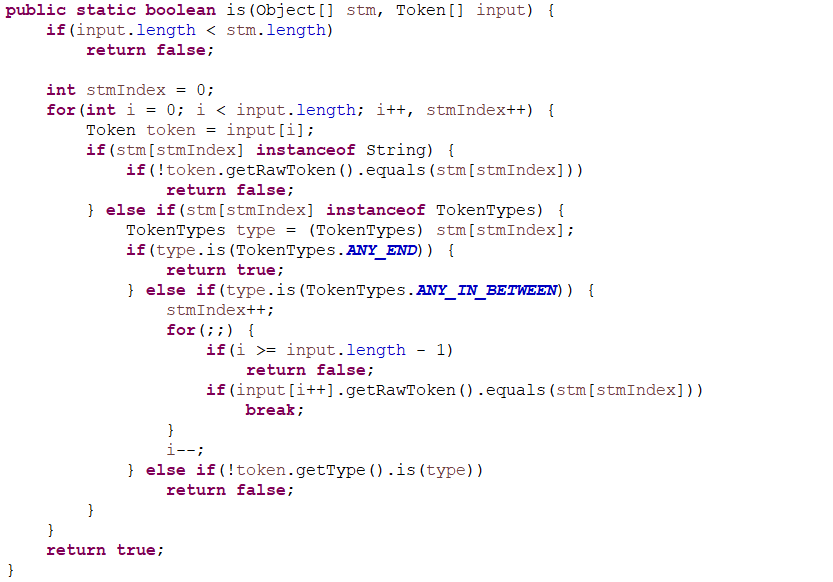 public static boolean is(Object[] stm, Token[] input) {
    if(input.length < stm.length)
        return false;

    int stmIndex = 0;
    for(int i = 0; i < input.length; i++, stmIndex++) {
        Token token = input[i];
        if(stm[stmIndex] instanceof String) {
            if(!token.getRawToken().equals(stm[stmIndex]))
                return false;
        } else if(stm[stmIndex] instanceof TokenTypes) {
            TokenTypes type = (TokenTypes) stm[stmIndex];
            if(type.is(TokenTypes.ANY_END)) {
                return true;
            } else if(type.is(TokenTypes.ANY_IN_BETWEEN)) {
                stmIndex++;
                for(;;) {
                    if(i >= input.length - 1)
                        return false;
                    if(input[i++].getRawToken().equals(stm[stmIndex]))
                        break;
                }
                i--;
            } else if(!token.getType().is(type))
                return false;
        }
    }
    return true;
}